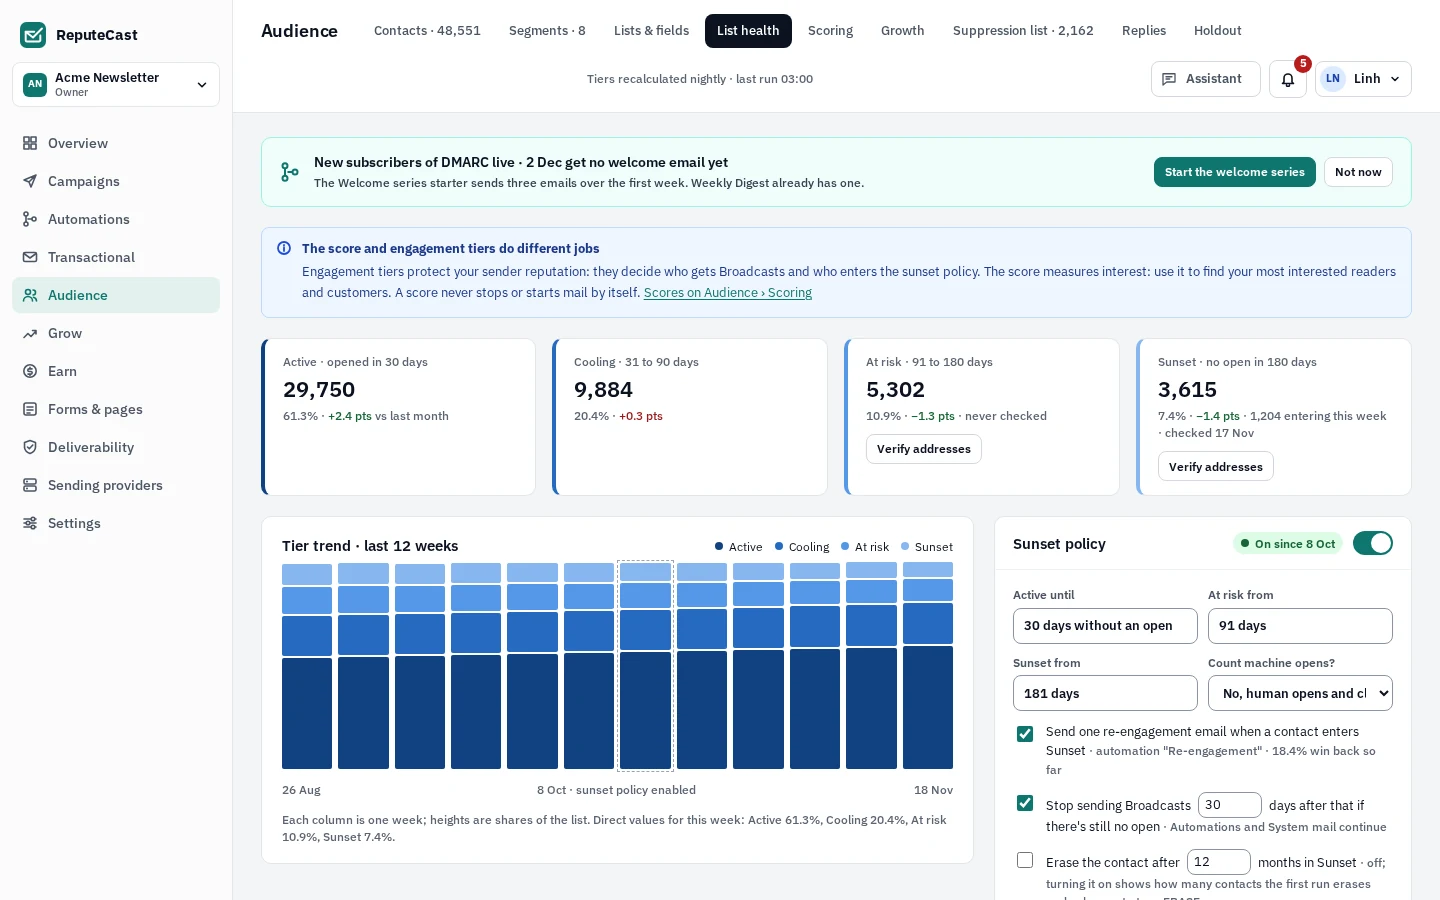 ReputeCast
AN
Acme Newsletter
Owner
Overview
Campaigns
Automations
Transactional
Audience
Grow
Earn
Forms & pages
Deliverability
Sending providers
Settings
Audience
Contacts · 48,551
Segments · 8
Lists & fields
List health
Scoring
Growth
Suppression list · 2,162
Replies
Holdout
Tiers recalculated nightly · last run 03:00
Assistant
5
LN
Linh
New subscribers of DMARC live · 2 Dec get no welcome email yet
The Welcome series starter sends three emails over the first week. Weekly Digest already has one.
Start the welcome series
Not now
The score and engagement tiers do different jobs
Engagement tiers protect your sender reputation: they decide who gets Broadcasts and who enters the sunset policy. The score measures interest: use it to find your most interested readers
and customers. A score never stops or starts mail by itself. Scores on Audience › Scoring
Active · opened in 30 days
29,750
61.3% · +2.4 pts vs last month
Cooling · 31 to 90 days
9,884
20.4% · +0.3 pts
At risk · 91 to 180 days
5,302
10.9% · −1.3 pts · never checked
Verify addresses
Sunset · no open in 180 days
3,615
7.4% · −1.4 pts · 1,204 entering this week
· checked 17 Nov
Verify addresses
Tier trend · last 12 weeks
Active
Cooling
At risk
Sunset
26 Aug
8 Oct · sunset policy enabled
18 Nov
Each column is one week; heights are shares of the list. Direct values for this week: Active 61.3%, Cooling 20.4%, At risk
10.9%, Sunset 7.4%.
Sunset policy
On since 8 Oct
Active until
At risk from
30 days without an open
91 days
Sunset from
Count machine opens?
181 days
No, human opens and cl
Send one re-engagement email when a contact enters
Sunset · automation "Re-engagement" · 18.4% win back so
far
Stop sending Broadcasts 30 days after that if
there's still no open · Automations and System mail continue
Erase the contact after 12 months in Sunset · off;
turning it on shows how many contacts the first run erases